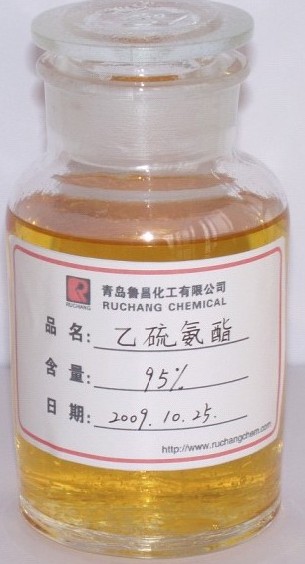 R
青岛鲁昌化工有限公司
RUCHANG RUCHANG CHEMICAL
品名: 乙硫氨酯
含量: 95%
日期: 2009.10.25.
http://www.ruchangchem.com